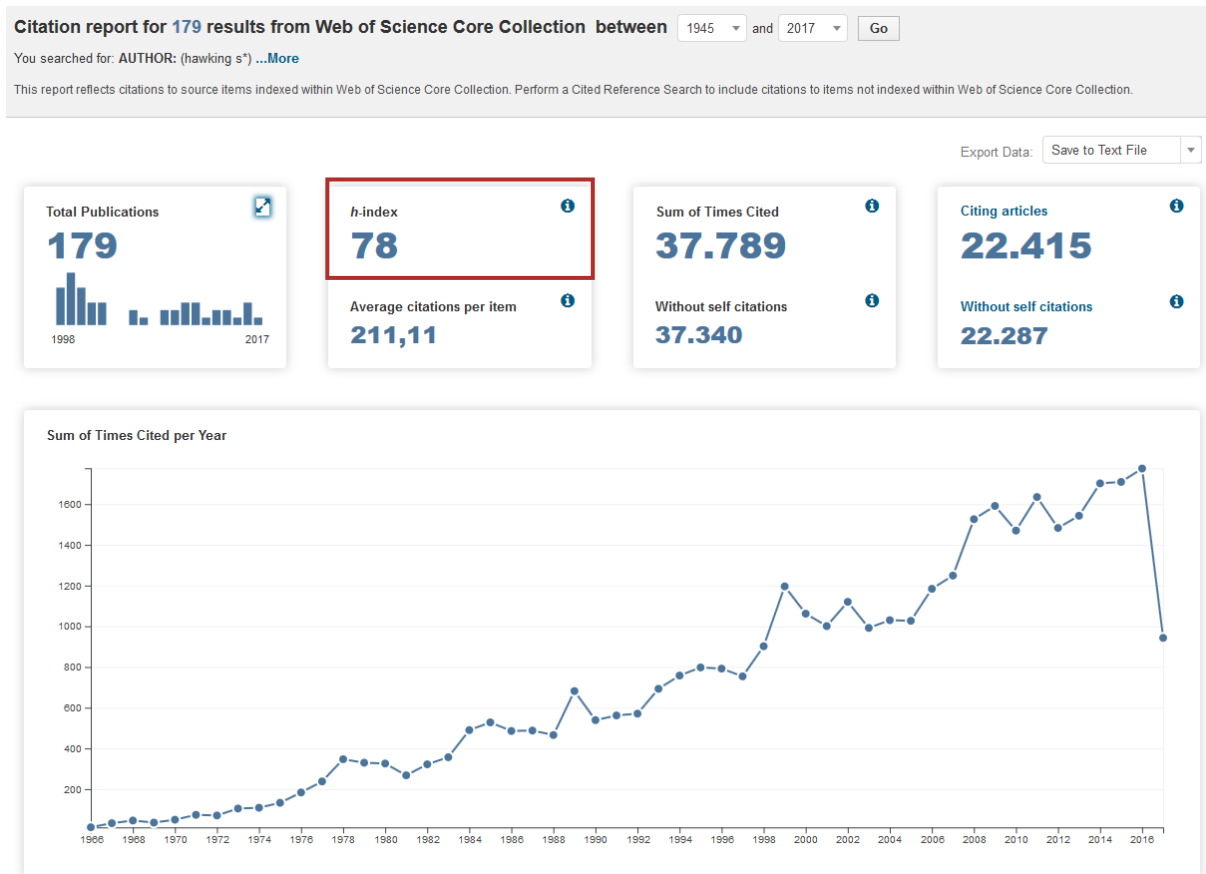 Citation report for 179 results from Web of Science Core Collection between 1945 and 2017 Go
You searched for: AUTHOR: (hawking s*) ...More
This report reflects citations to source items indexed within Web of Science Core Collection. Perform a Cited Reference Search to include citations to items not indexed within Web of Science Core Collection.
Export Data: Save to Text File
Total Publications
179
1998 2017
h-index
78
Average citations per item
211,11
Sum of Times Cited
37.789
Without self citations
37.340
Citing articles
22.415
Without self citations
22.287
Sum of Times Cited per Year
1600
1400
1200
1000
800
600
400
200
1966 1968 1970 1972 1974 1976 1978 1980 1982 1984 1986 1988 1990 1992 1994 1996 1998 2000 2002 2004 2006 2008 2010 2012 2014 2016